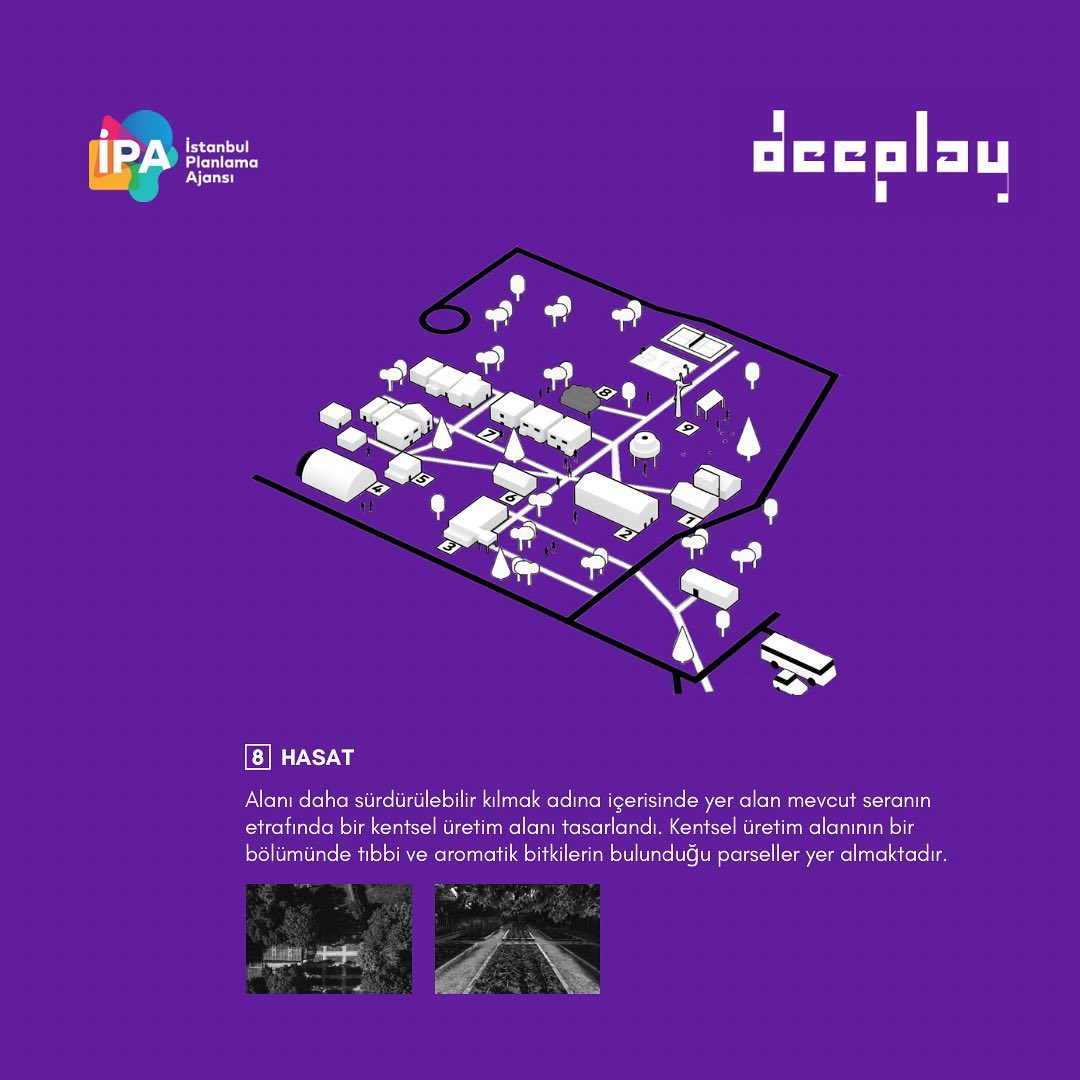 İPA
İstanbul
Planlama
Ajansı
deeplay
8
9
7
5
4
6
1
2
3
8 HASAT
Alanı daha sürdürülebilir kılmak adına içerisinde yer alan mevcut seranın
etrafında bir kentsel üretim alanı tasarlandı. Kentsel üretim alanının bir
bölümünde tıbbi ve aromatik bitkilerin bulunduğu parseller yer almaktadır.